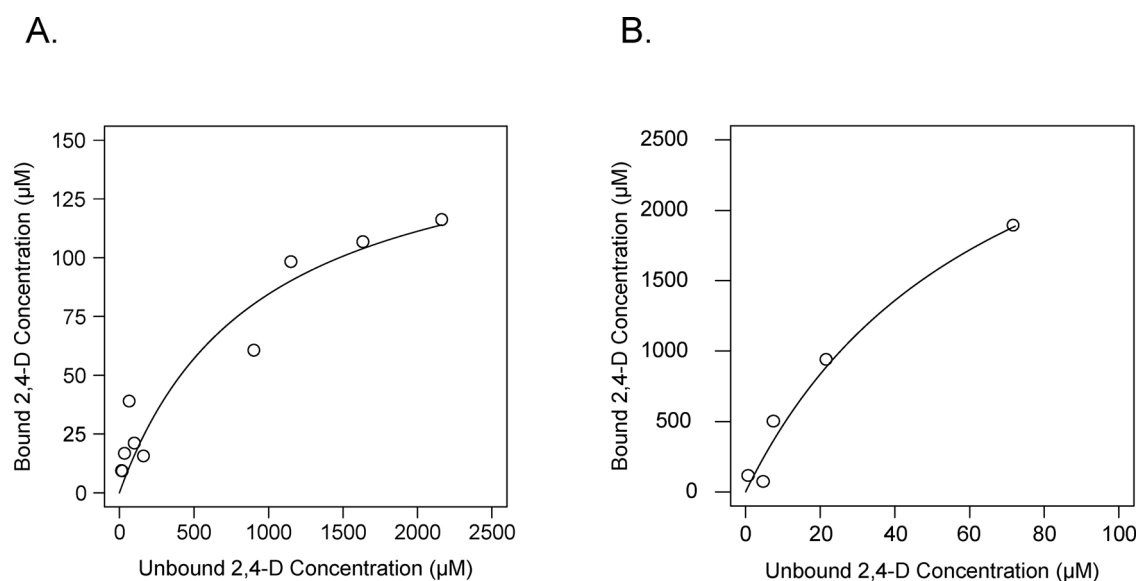 A.
B.
Bound 2,4-D Concentration (µM)
150
125
100
75
50
25
0
0 500 1000 1500 2000 2500
Unbound 2,4-D Concentration (µM)
Bound 2,4-D Concentration (µM)
2500
2000
1500
1000
500
0
0 20 40 60 80 100
Unbound 2,4-D Concentration (µM)